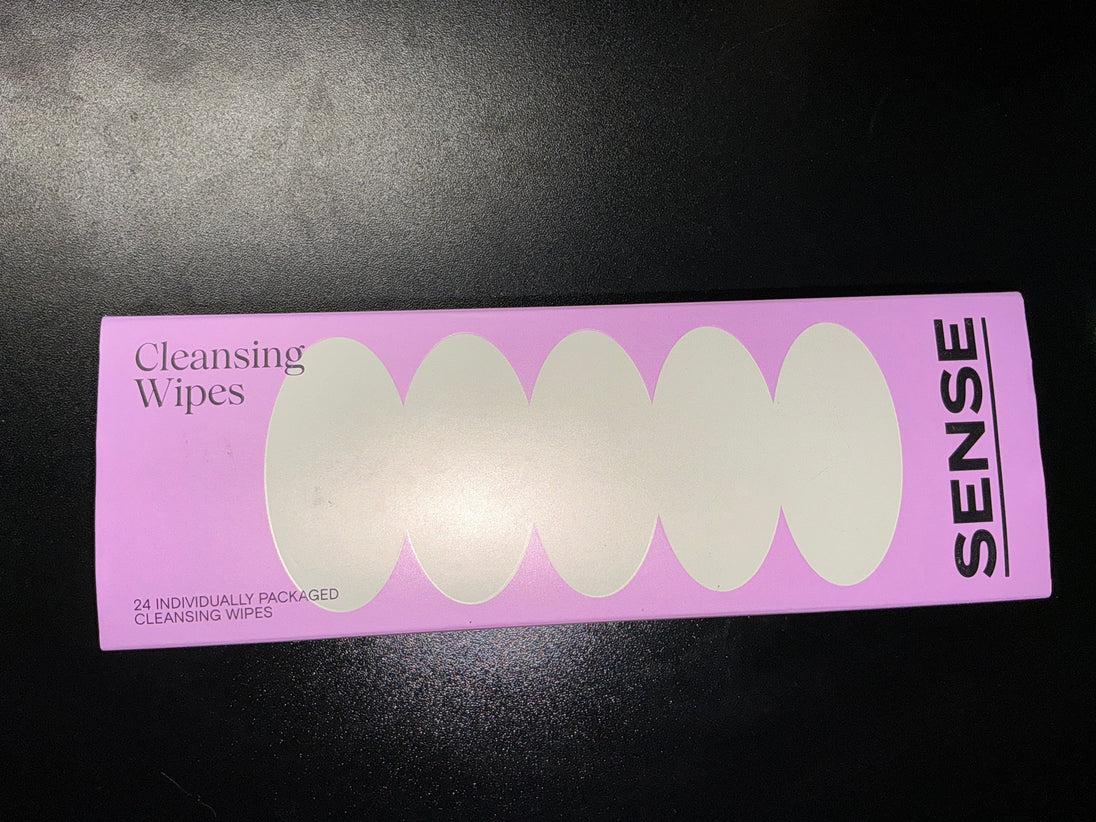 Cleansing
Wipes
24 INDIVIDUALLY PACKAGED
CLEANSING WIPES
SENSE